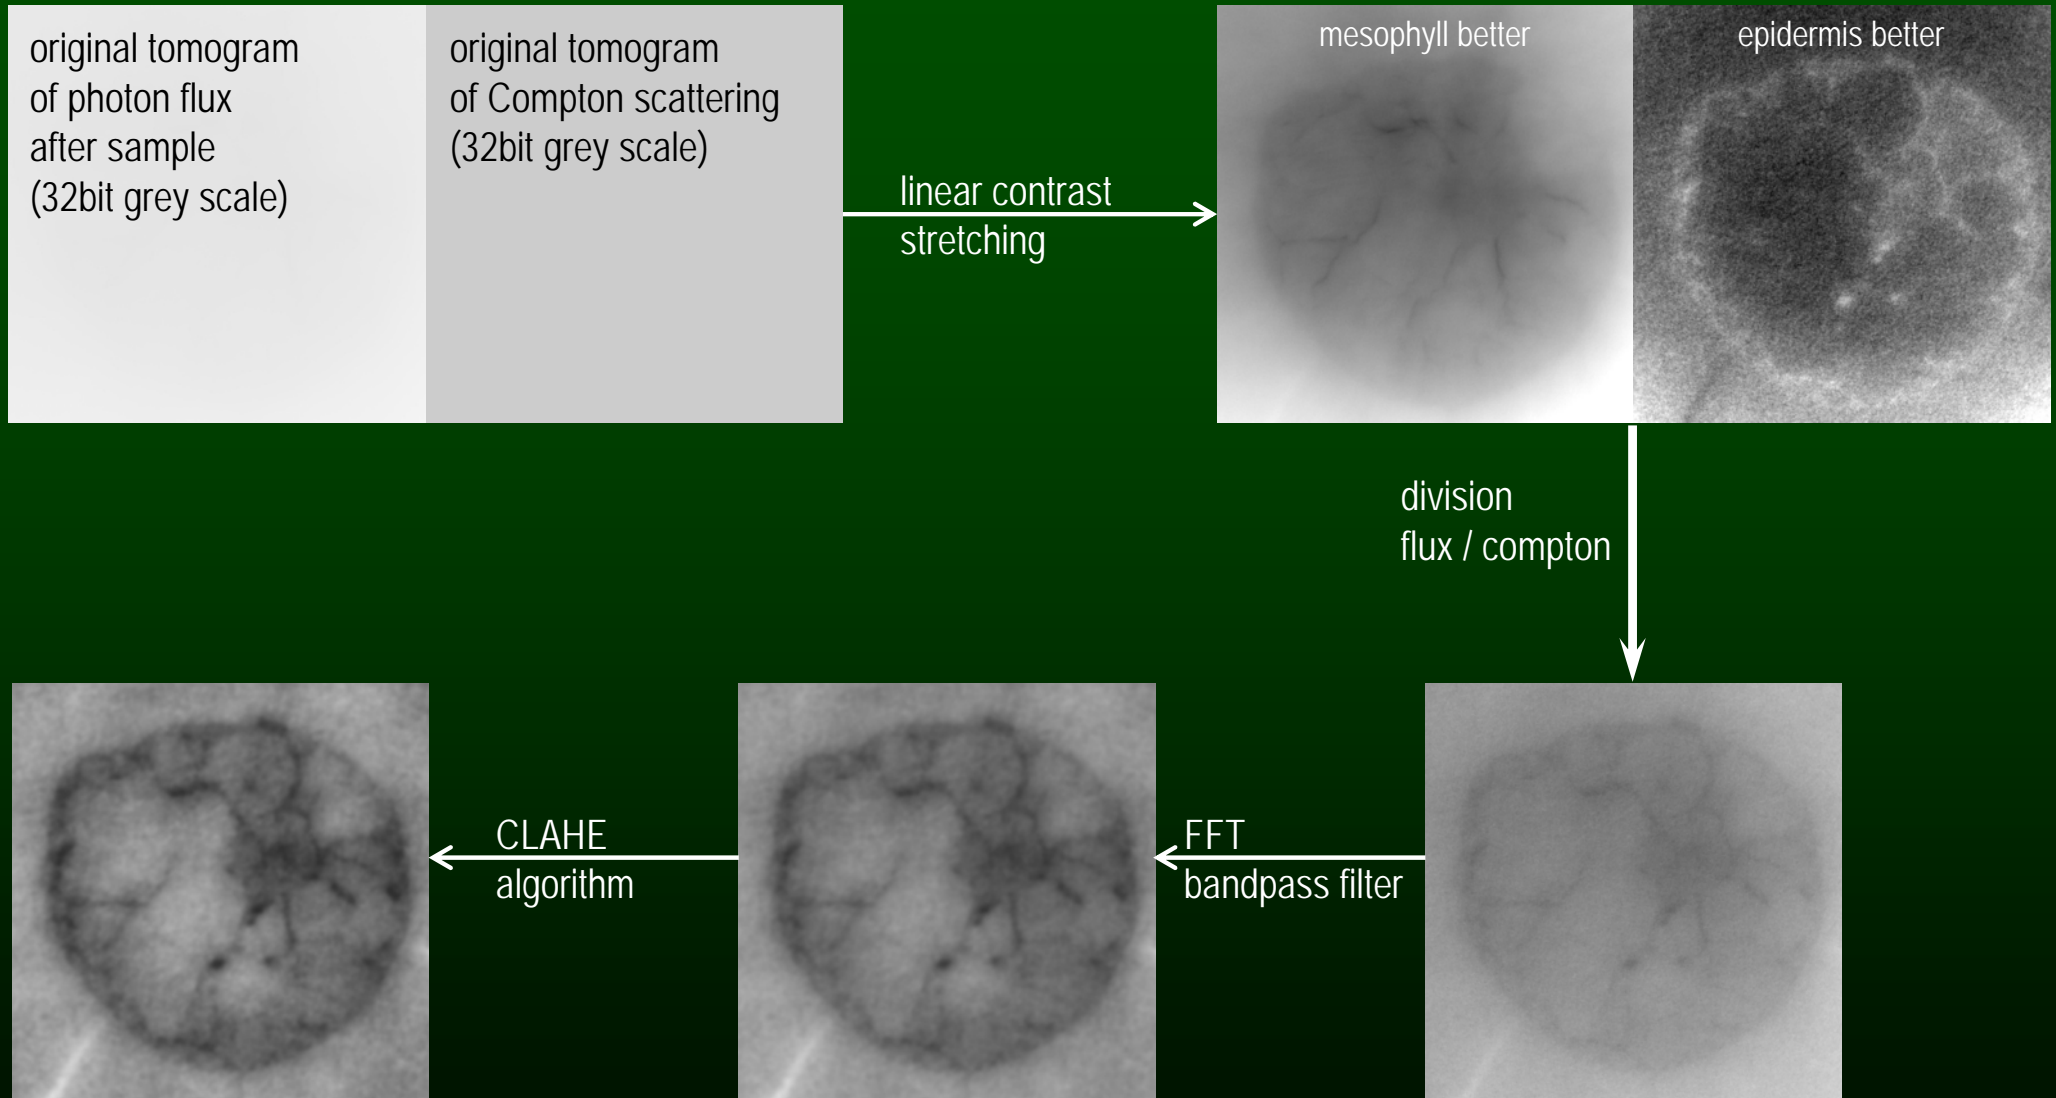 original tomogram
of photon flux
after sample
(32bit grey scale)
original tomogram
of Compton scattering
(32bit grey scale)
linear contrast
stretching
mesophyll better
epidermis better
division
flux / compton
CLAHE
algorithm
FFT
bandpass filter